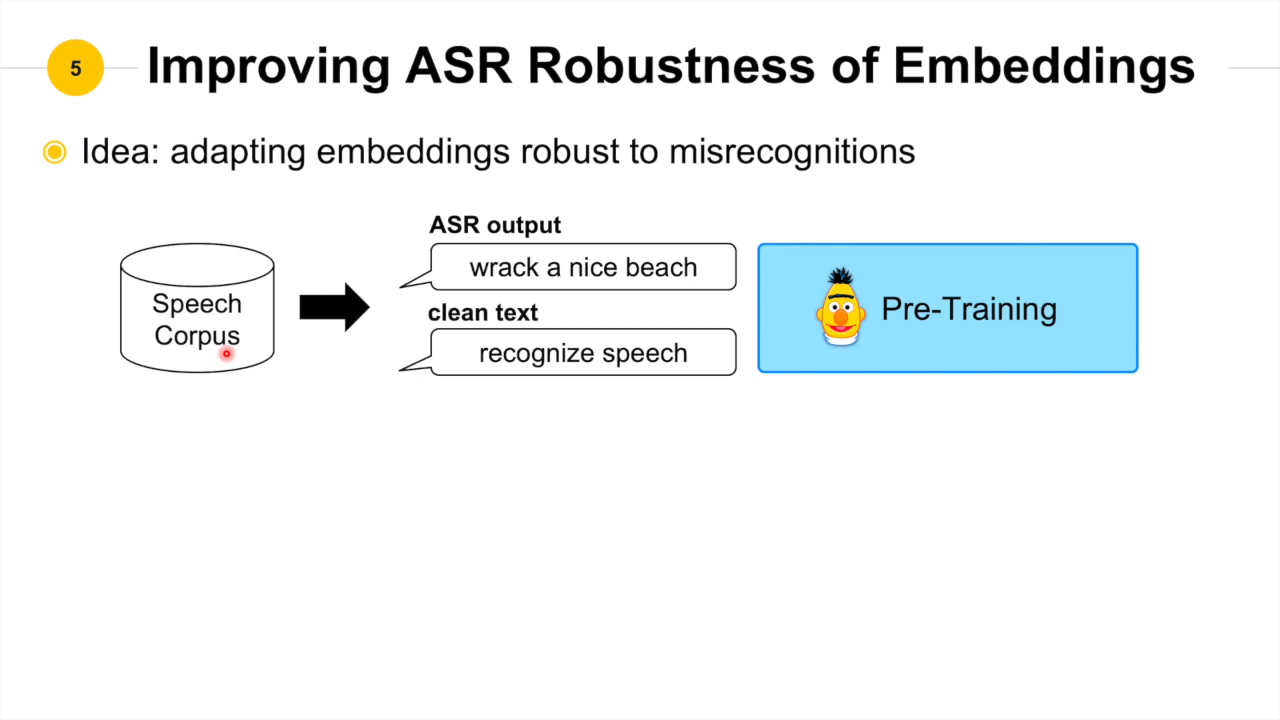 5
Improving ASR Robustness of Embeddings
Idea: adapting embeddings robust to misrecognitions
Speech
Corpus
ASR output
wrack a nice beach
clean text
recognize speech
Pre-Training